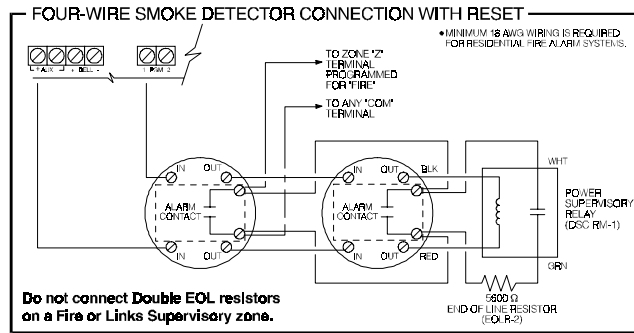 FOUR-WIRE SMOKE DETECTOR CONNECTION WITH RESET
• MINIMUM 18 AWG WIRING IS REQUIRED
FOR RESIDENTIAL FIRE ALARM SYSTEMS.
+ AUX - + BELL -
1 PGM 2
TO ZONE "Z"
TERMINAL
PROGRAMMED
FOR "FIRE"
TO ANY "COM"
TERMINAL
IN OUT IN OUT BLK
WHT
ALARM
CONTACT
ALARM
CONTACT
POWER
SUPERVISORY
RELAY
(DSC RM-1)
IN OUT IN OUT RED
GRN
5600 Ω
END OF LINE RESISTOR
(EOLR-2)
Do not connect Double EOL resistors
on a Fire or Links Supervisory zone.